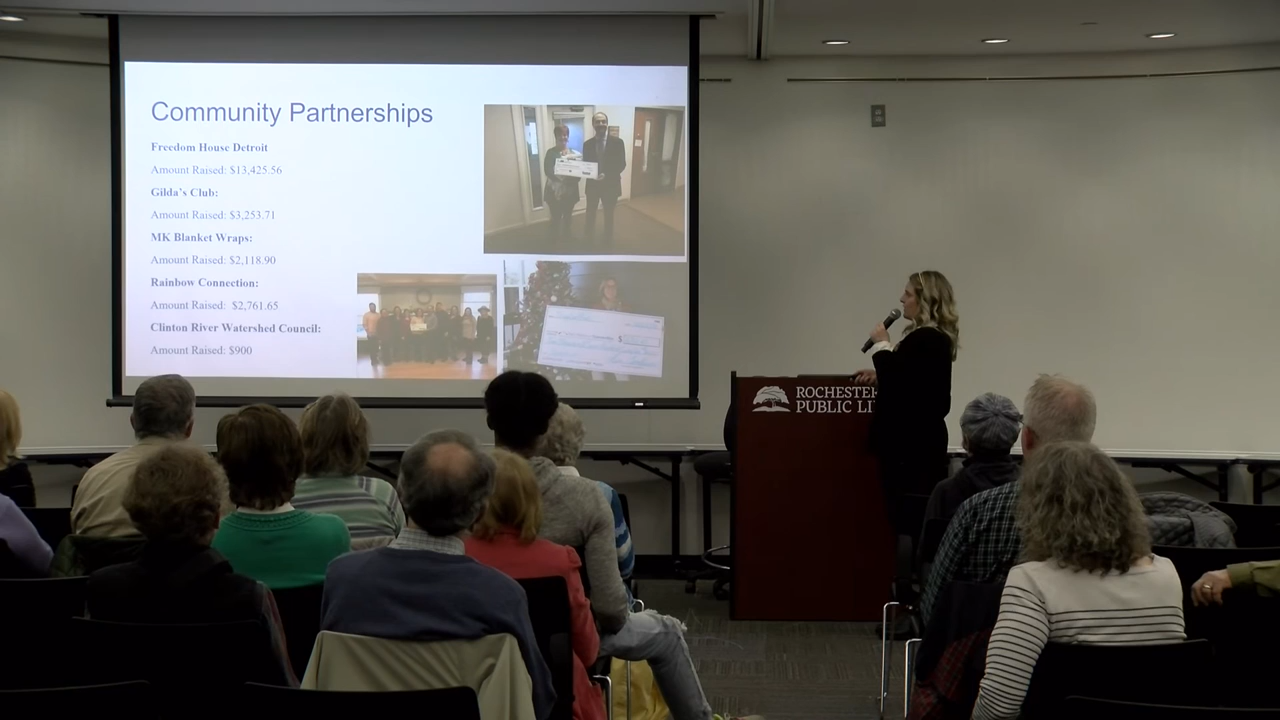 Community Partnerships
Freedom House Detroit
Amount Raised: $13,425.56
Gilda's Club:
Amount Raised: $3,253.71
MK Blanket Wraps:
Amount Raised: $2,118.90
Rainbow Connection:
Amount Raised: $2,761.65
Clinton River Watershed Council:
Amount Raised: $900
ROCHESTER
PUBLIC LI